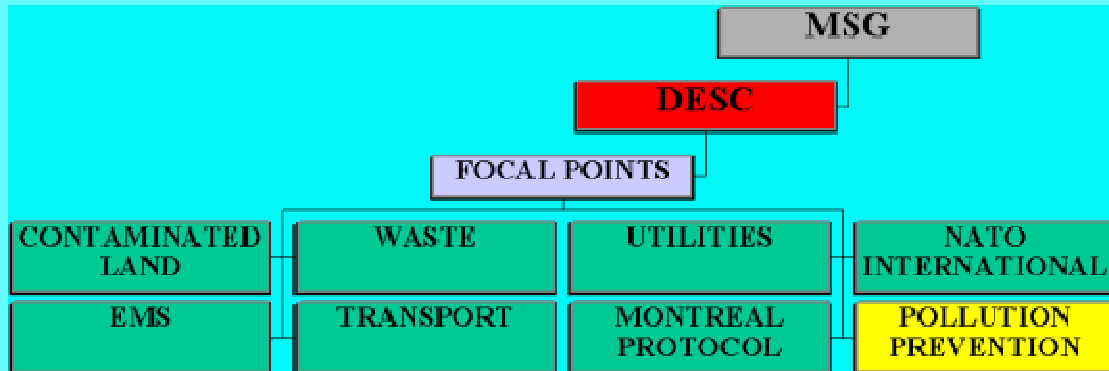 MSG
DESC
FOCAL POINTS
CONTAMINATED
LAND
WASTE
UTILITIES
NATO
INTERNATIONAL
EMS
TRANSPORT
MONTREAL
PROTOCOL
POLLUTION
PREVENTION